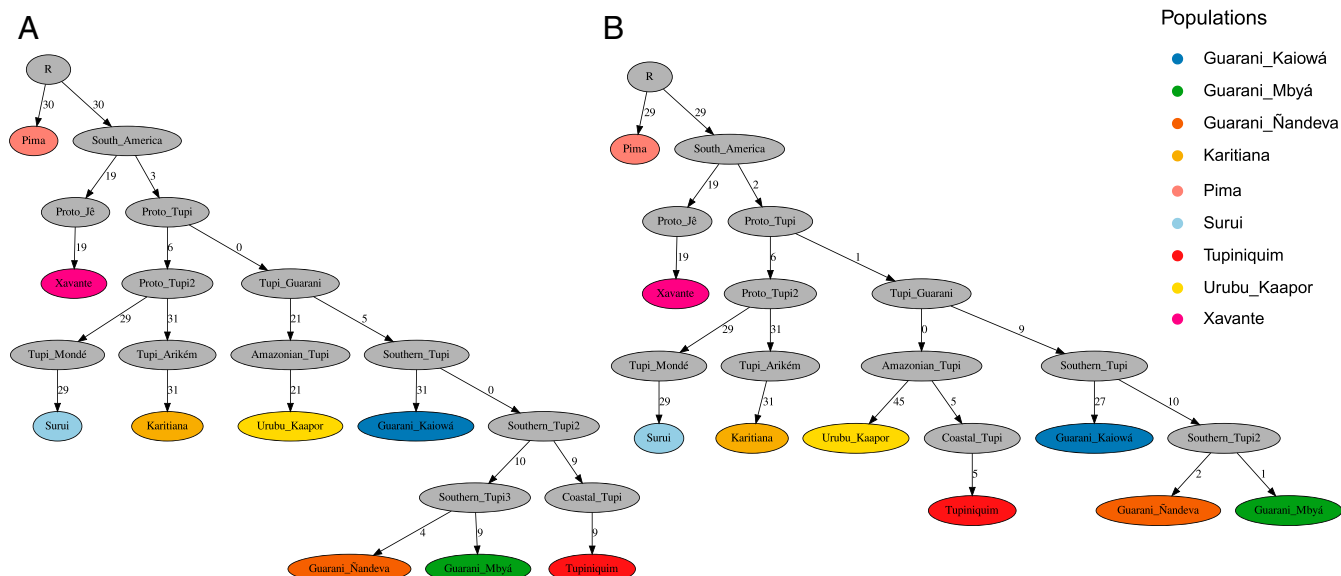 A
R
30 30
Pima South_America
19 3
Proto_Jê Proto_Tupi
19 6 0
Xavante Proto_Tupi2 Tupi_Guarani
29 31 21 5
Tupi_Mondé Tupi_Arikém Amazonian_Tupi Southern_Tupi
29 31 21 31 0
Surui Karitiana Urubu_Kaapor Guarani_Kaiowá Southern_Tupi2
10 9
Southern_Tupi3 Coastal_Tupi
4 9 9
Guarani_Ñandeva Guarani_Mbyá Tupiniquim
B
R
29 29
Pima South_America
19 2
Proto_Jê Proto_Tupi
19 6 1
Xavante Proto_Tupi2 Tupi_Guarani
29 31 0 9
Tupi_Mondé Tupi_Arikém Amazonian_Tupi Southern_Tupi
29 31 45 5 27 10
Surui Karitiana Urubu_Kaapor Coastal_Tupi Guarani_Kaiowá Southern_Tupi2
5 2 1
Tupiniquim Guarani_Ñandeva Guarani_Mbyá
Populations
Guarani_Kaiowá
Guarani_Mbyá
Guarani_Ñandeva
Karitiana
Pima
Surui
Tupiniquim
Urubu_Kaapor
Xavante